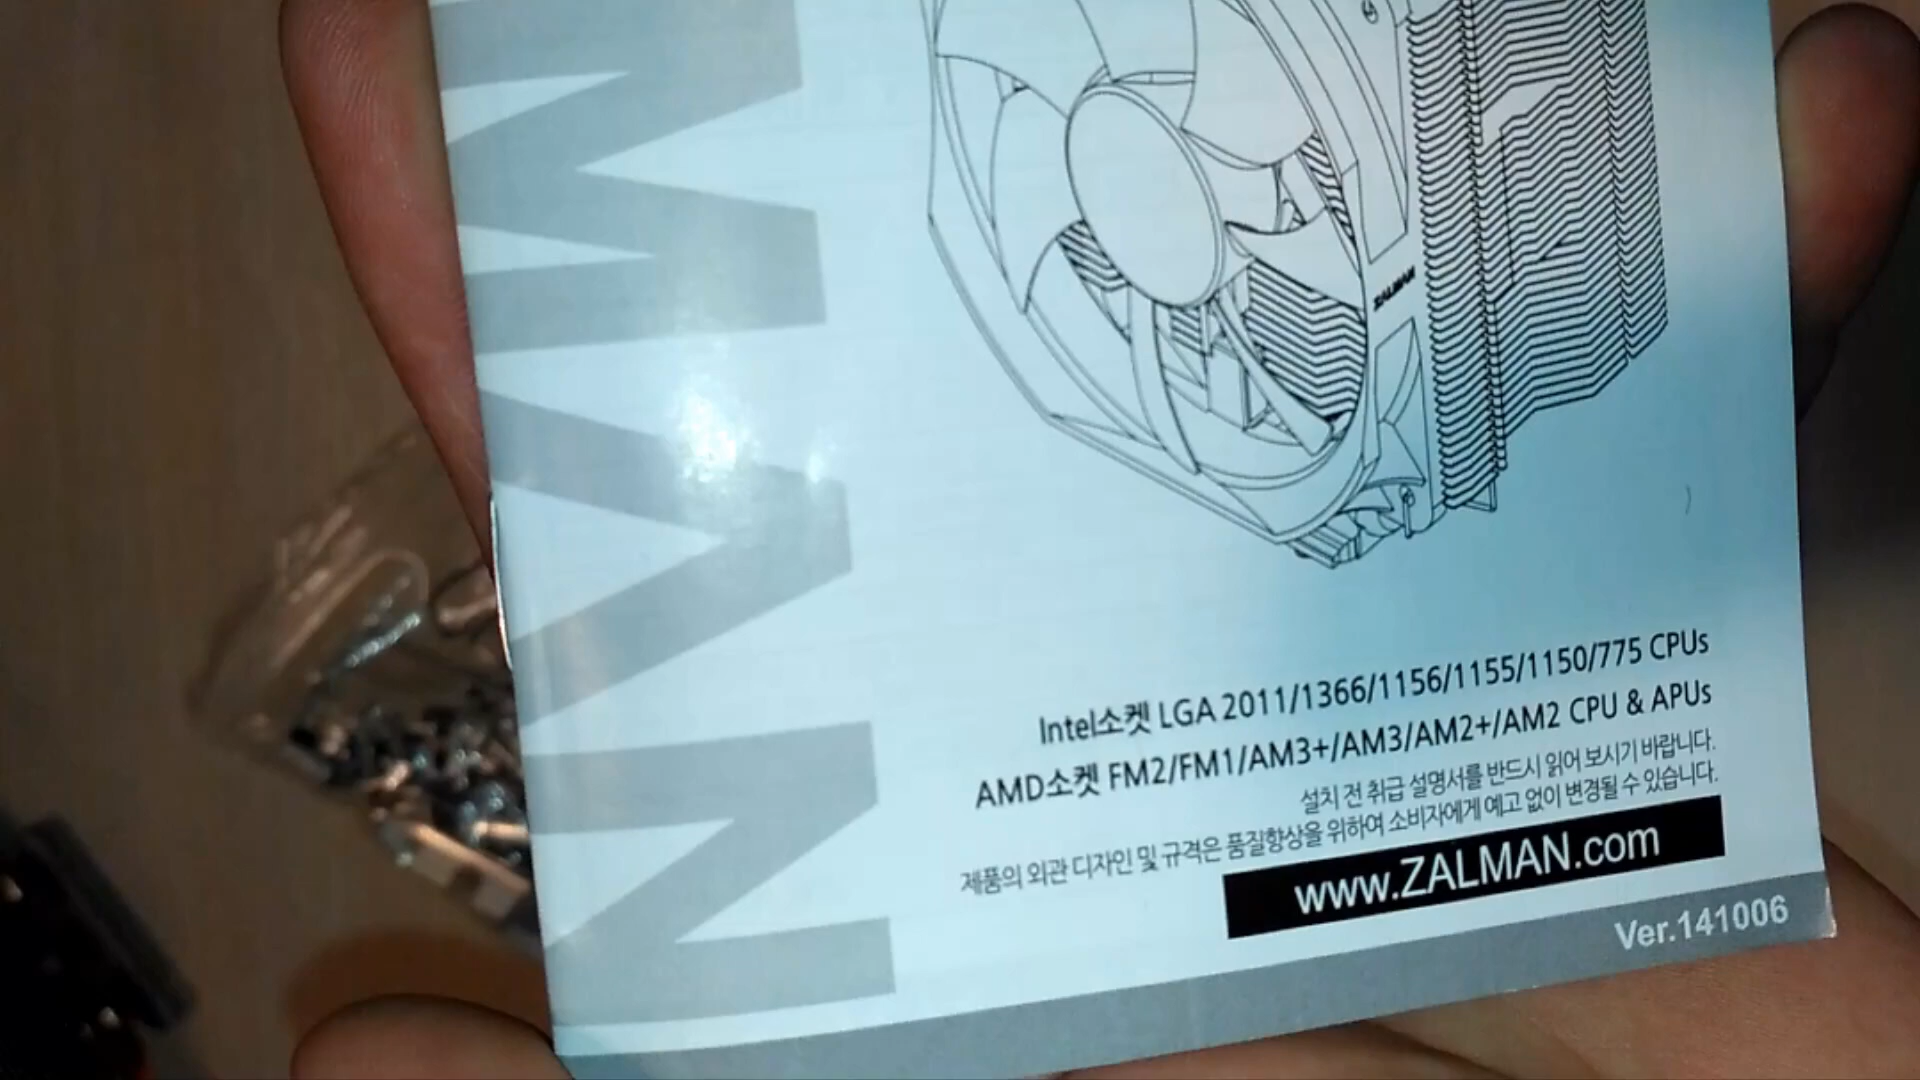 ZALMAN
Intel소켓 LGA 2011/1366/1156/1155/1150/775 CPUs
AMD소켓 FM2/FM1/AM3+/AM3/AM2+/AM2 CPU & APUs
설치 전 취급 설명서를 반드시 읽어 보시기 바랍니다.
제품의 외관 디자인 및 규격은 품질향상을 위하여 소비자에게 예고 없이 변경될 수 있습니다.
www.ZALMAN.com
Ver.141006
MAN